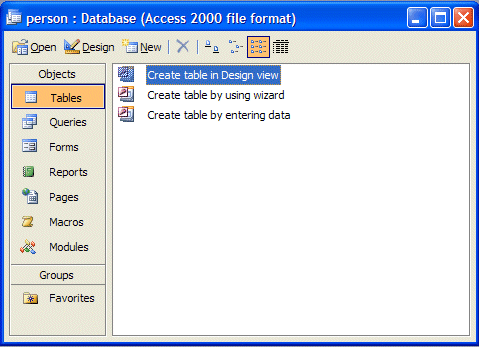 person : Database (Access 2000 file format)
Open Design New
Objects
Tables
Queries
Forms
Reports
Pages
Macros
Modules
Groups
Favorites
Create table in Design view
Create table by using wizard
Create table by entering data